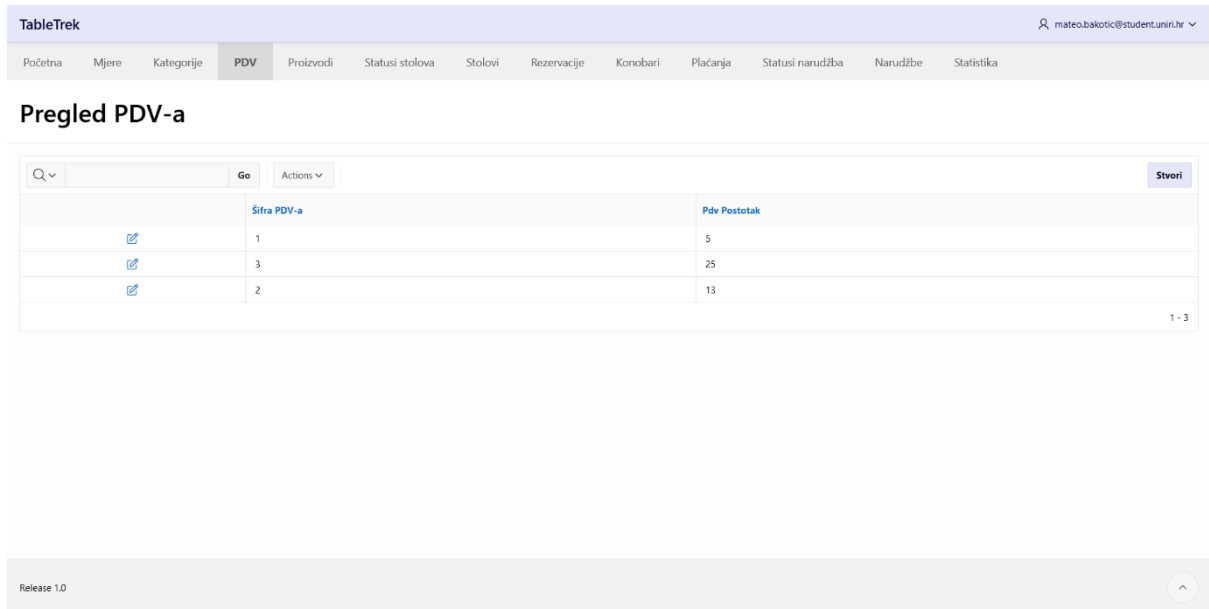 TableTrek mateo.bakotic@student.uniri.hr
Početna Mjere Kategorije PDV Proizvodi Statusi stolova Stolovi Rezervacije Konobari Plaćanja Statusi narudžba Narudžbe Statistika
Pregled PDV-a
Go Actions Stvori
Šifra PDV-a Pdv Postotak
1 5
3 25
2 13
1 - 3
Release 1.0